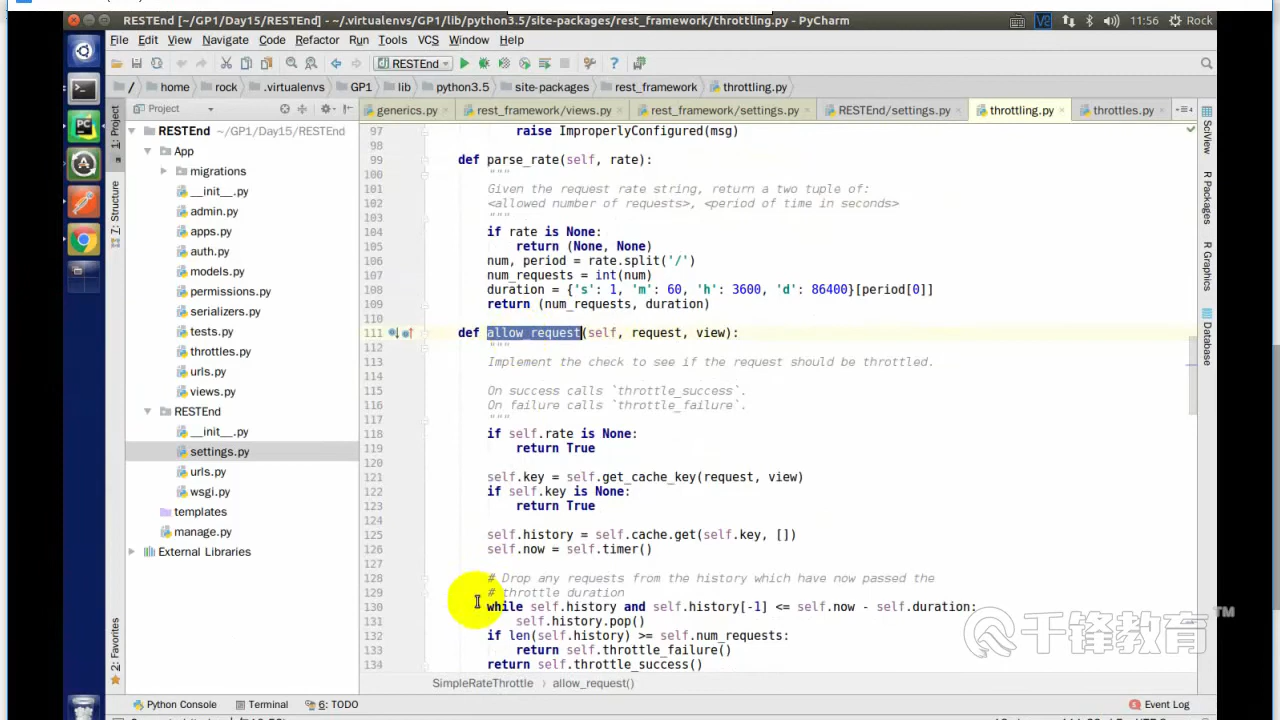 RESTEnd [~/GP1/Day15/RESTEnd] - ~/.virtualenvs/GP1/lib/python3.5/site-packages/rest_framework/throttling.py - PyCharm
V2
11:56
Rock
File Edit View Navigate Code Refactor Run Tools VCS Window Help
RESTEnd
/ home rock .virtualenvs GP1 lib python3.5 site-packages rest_framework throttling.py
Project
generics.py rest_framework/views.py rest_framework/settings.py RESTEnd/settings.py throttling.py throttles.py
1: Project
7: Structure
2: Favorites
RESTEnd ~/GP1/Day15/RESTEnd
App
migrations
__init__.py
admin.py
apps.py
auth.py
models.py
permissions.py
serializers.py
tests.py
throttles.py
urls.py
views.py
RESTEnd
__init__.py
settings.py
urls.py
wsgi.py
templates
manage.py
External Libraries
97 raise ImproperlyConfigured(msg)
98
99 def parse_rate(self, rate):
100 """
101 Given the request rate string, return a two tuple of:
102 <allowed number of requests>, <period of time in seconds>
103 """
104 if rate is None:
105 return (None, None)
106 num, period = rate.split('/')
107 num_requests = int(num)
108 duration = {'s': 1, 'm': 60, 'h': 3600, 'd': 86400}[period[0]]
109 return (num_requests, duration)
110
111 def allow_request(self, request, view):
112 """
113 Implement the check to see if the request should be throttled.
114
115 On success calls `throttle_success`.
116 On failure calls `throttle_failure`.
117 """
118 if self.rate is None:
119 return True
120
121 self.key = self.get_cache_key(request, view)
122 if self.key is None:
123 return True
124
125 self.history = self.cache.get(self.key, [])
126 self.now = self.timer()
127
128 # Drop any requests from the history which have now passed the
129 # throttle duration
130 while self.history and self.history[-1] <= self.now - self.duration:
131 self.history.pop()
132 if len(self.history) >= self.num_requests:
133 return self.throttle_failure()
134 return self.throttle_success()
SimpleRateThrottle allow_request()
SciView
R Packages
R Graphics
Database
千锋教育 TM
Python Console Terminal 6: TODO
Event Log